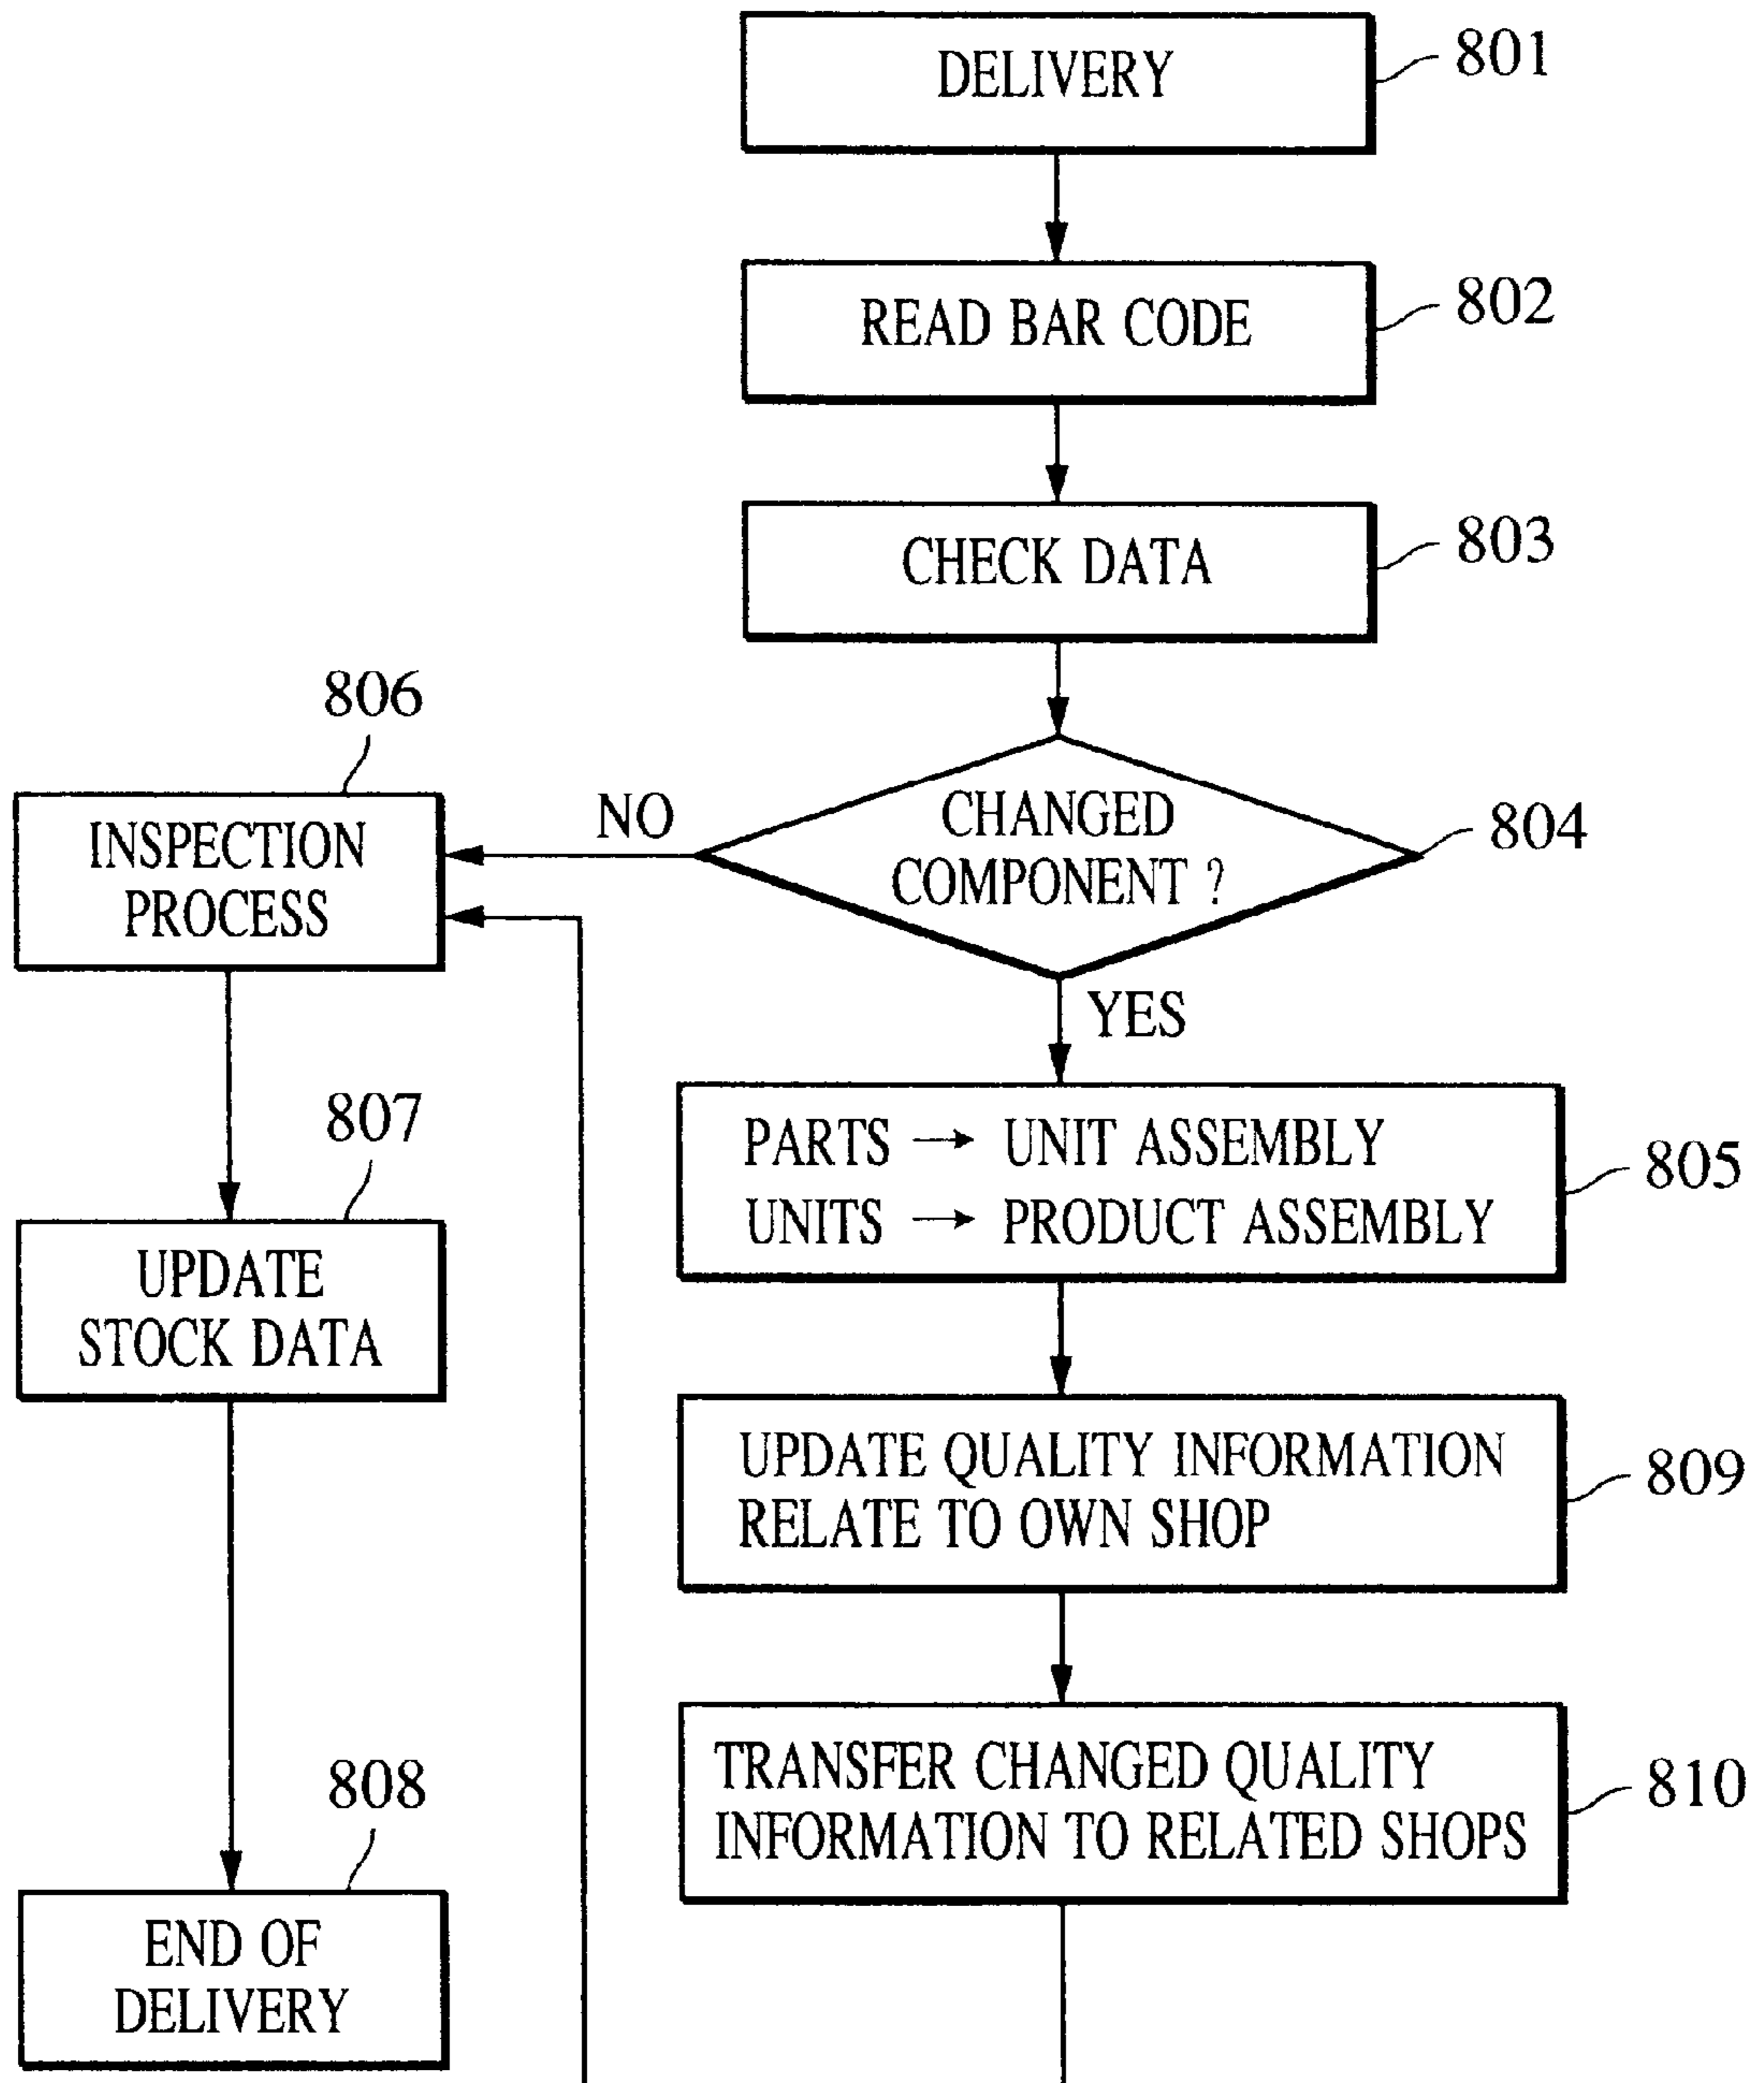 DELIVERY
801
READ BAR CODE
802
CHECK DATA
803
CHANGED
COMPONENT ?
804
NO
YES
806
INSPECTION
PROCESS
PARTS → UNIT ASSEMBLY
UNITS → PRODUCT ASSEMBLY
805
807
UPDATE
STOCK DATA
UPDATE QUALITY INFORMATION
RELATE TO OWN SHOP
809
TRANSFER CHANGED QUALITY
INFORMATION TO RELATED SHOPS
810
808
END OF
DELIVERY